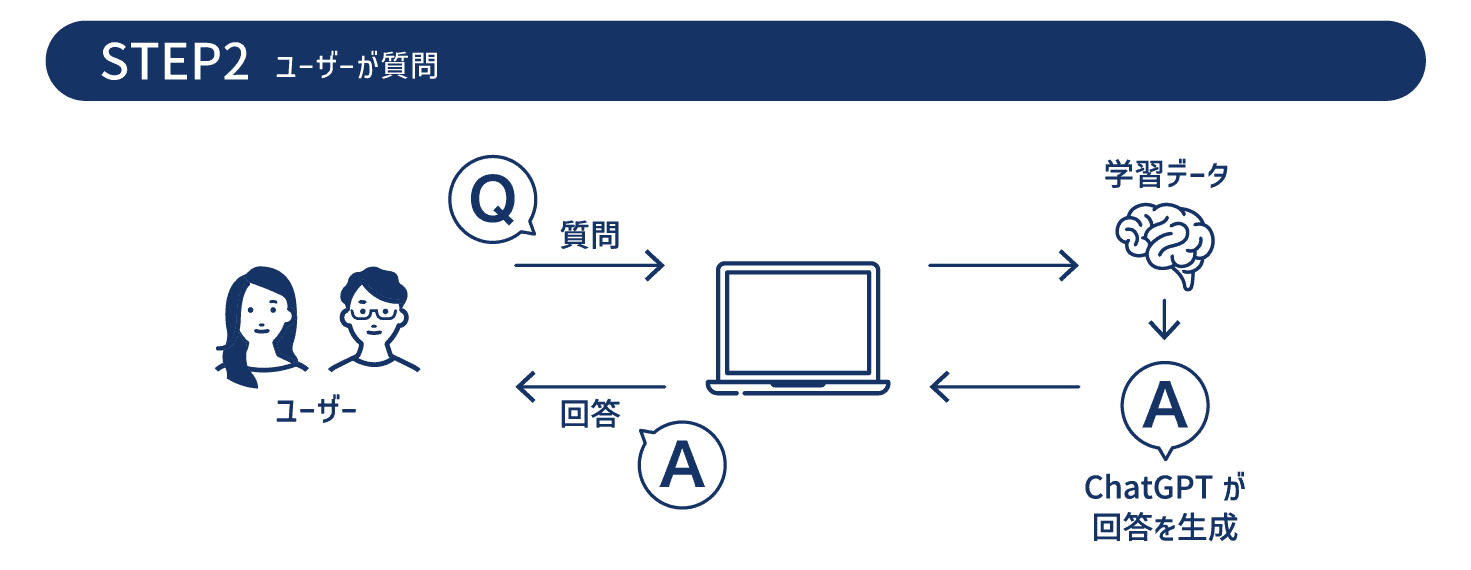 STEP2 ユーザーが質問
Q
質問
学習データ
ユーザー
回答
A
A
ChatGPT が
回答を生成